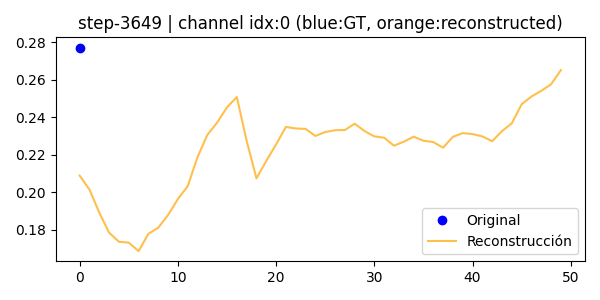 step-3649 | channel idx:0 (blue:GT, orange:reconstructed)
0.28
0.26
0.24
0.22
0.20
0.18
Original
Reconstrucción
0 10 20 30 40 50